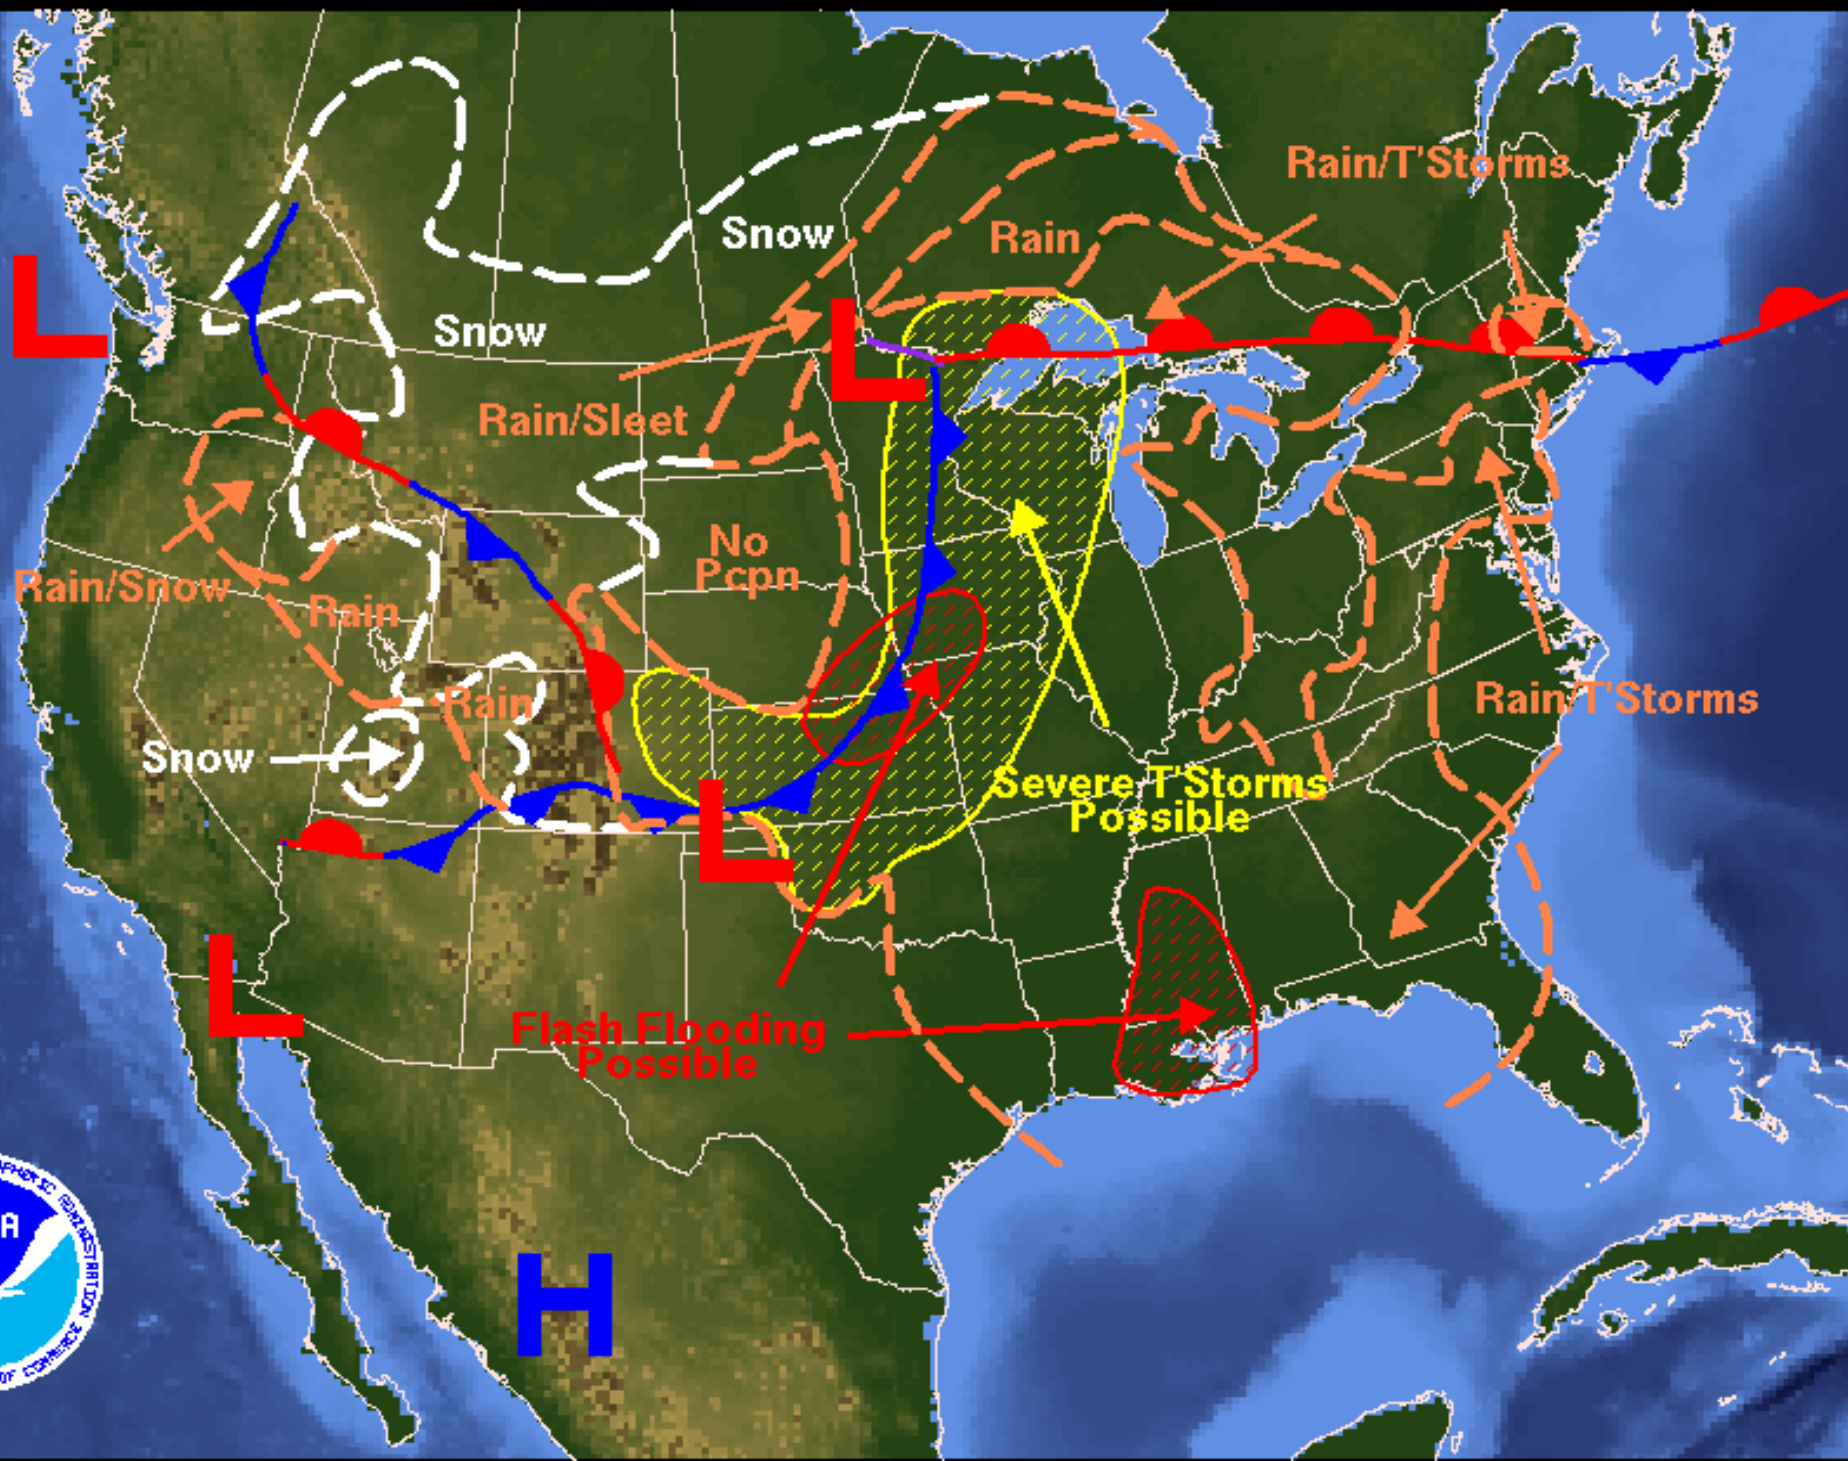 Rain/T'Storms
Snow
Rain
L
Snow
L
Rain/Sleet
No
Pcpn
Rain/Snow
Rain
Rain
Rain/T'Storms
Snow
Severe T'Storms
Possible
L
L
Flash Flooding
Possible
H
A